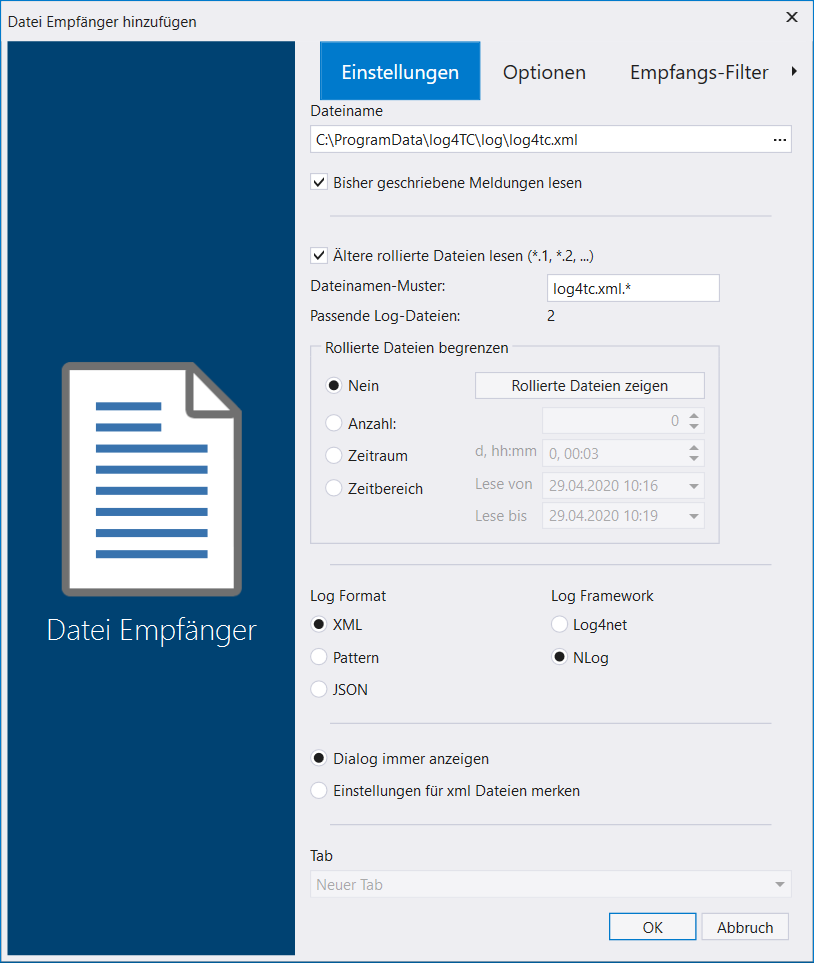 Datei Empfänger hinzufügen
Einstellungen Optionen Empfangs-Filter
Dateiname
C:\ProgramData\log4TC\log\log4tc.xml ...
Bisher geschriebene Meldungen lesen
Ältere rollierte Dateien lesen (*.1, *.2, ...)
Dateinamen-Muster: log4tc.xml.*
Passende Log-Dateien: 2
Rollierte Dateien begrenzen
Nein Rollierte Dateien zeigen
Anzahl: 0
Zeitraum d, hh:mm 0, 00:03
Zeitbereich Lese von 29.04.2020 10:16
Lese bis 29.04.2020 10:19
Log Format Log Framework
XML Log4net
Pattern NLog
JSON
Datei Empfänger
Dialog immer anzeigen
Einstellungen für xml Dateien merken
Tab
Neuer Tab
OK Abbruch